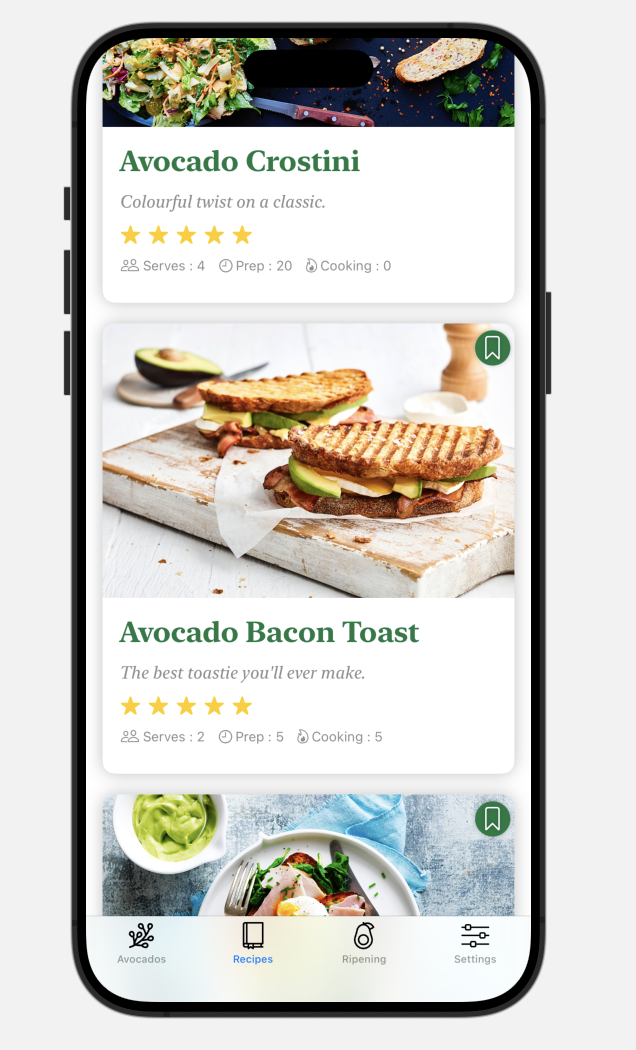 Avocado Crostini
Colourful twist on a classic.
Serves : 4 Prep : 20 Cooking : 0
Avocado Bacon Toast
The best toastie you'll ever make.
Serves : 2 Prep : 5 Cooking : 5
Avocados Recipes Ripening Settings